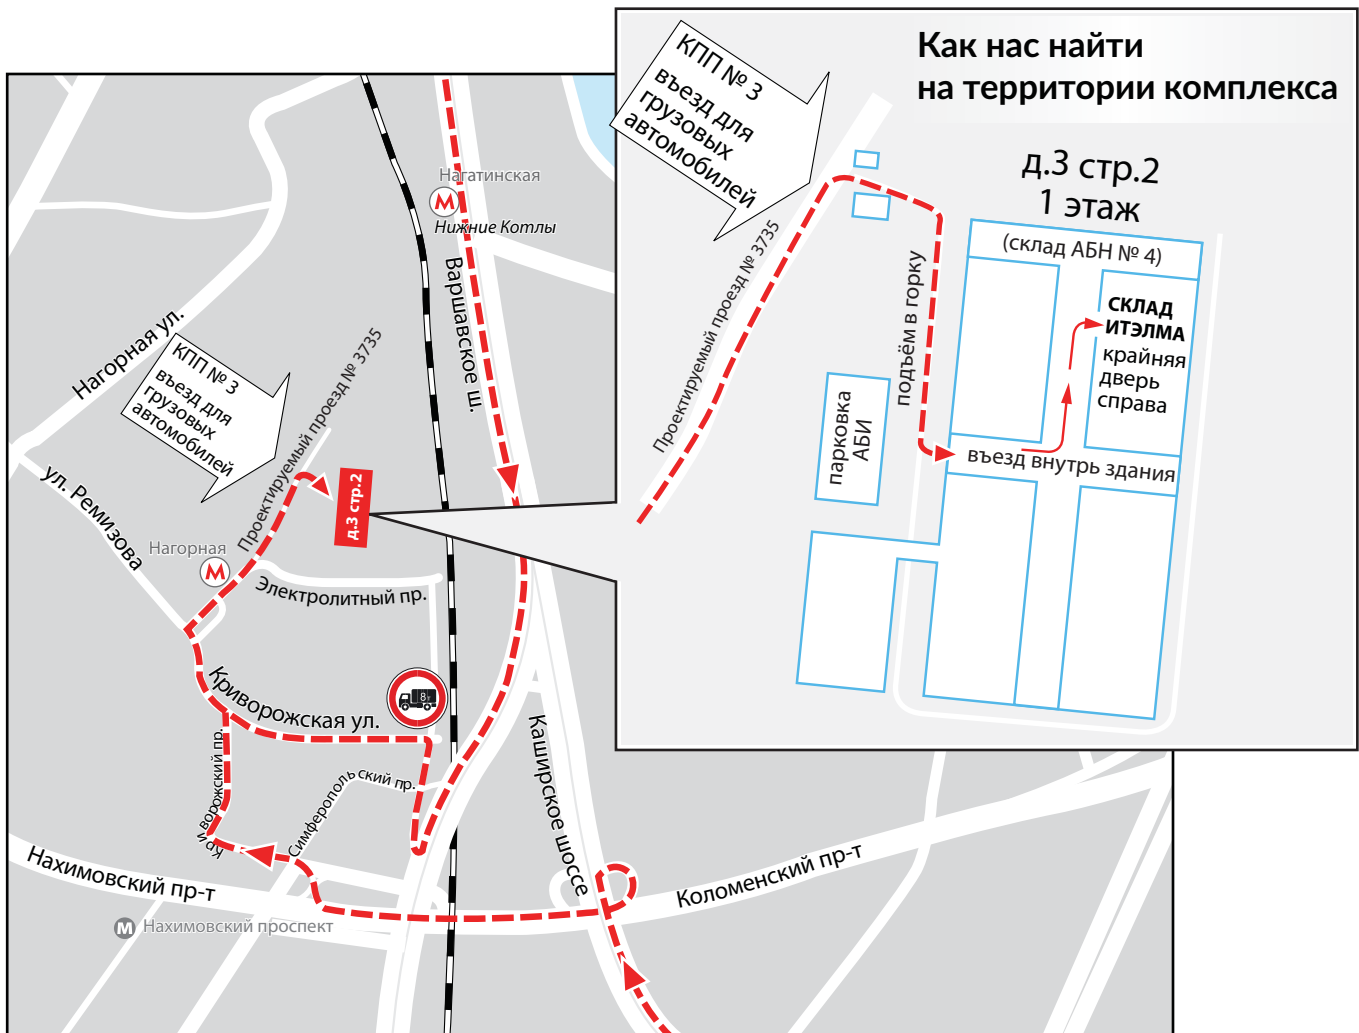 Как нас найти
на территории комплекса
КПП № 3
въезд для
грузовых
автомобилей
Проектируемый проезд № 3735
д.3 стр.2
1 этаж
(склад АБН № 4)
СКЛАД
ИТЭЛМА
крайняя
дверь
справа
подъём в горку
парковка
АБИ
въезд внутрь здания
М
Нагатинская
Нижние Котлы
Варшавское ш.
Нагорная ул.
КПП № 3
въезд для
грузовых
автомобилей
Проектируемый проезд № 3735
д.3 стр.2
ул. Ремизова
Нагорная
М
Электролитный пр.
Криворожская ул.
8т
Криворожский пр.
Симферопольский пр.
Каширское шоссе
Нахимовский пр-т
Коломенский пр-т
М
Нахимовский проспект